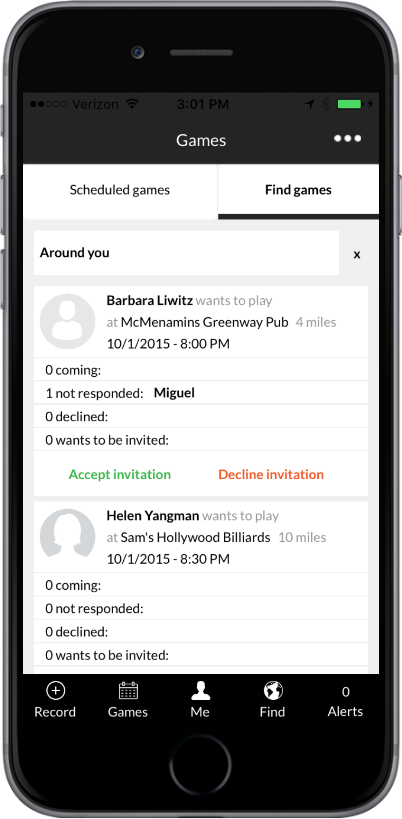 Verizon 3:01 PM
Games
Scheduled games Find games
Around you x
Barbara Liwitz wants to play
at McMenamins Greenway Pub 4 miles
10/1/2015 - 8:00 PM
0 coming:
1 not responded: Miguel
0 declined:
0 wants to be invited:
Accept invitation Decline invitation
Helen Yangman wants to play
at Sam's Hollywood Billiards 10 miles
10/1/2015 - 8:30 PM
0 coming:
0 not responded:
0 declined:
0 wants to be invited:
0
Record Games Me Find Alerts